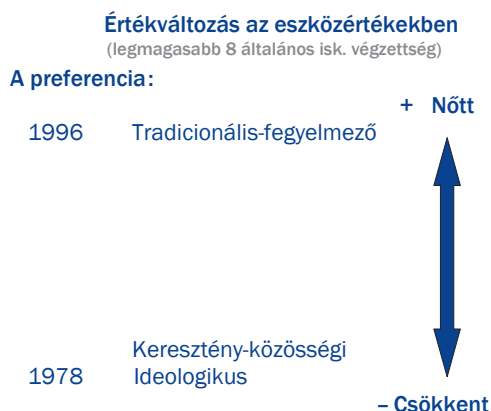 Értékváltozás az eszközértékekben
(legmagasabb 8 általános isk. végzettség)
A preferencia:
+ Nőtt
1996 Tradicionális-fegyelmező
Keresztény-közösségi
1978 Ideologikus
– Csökkent